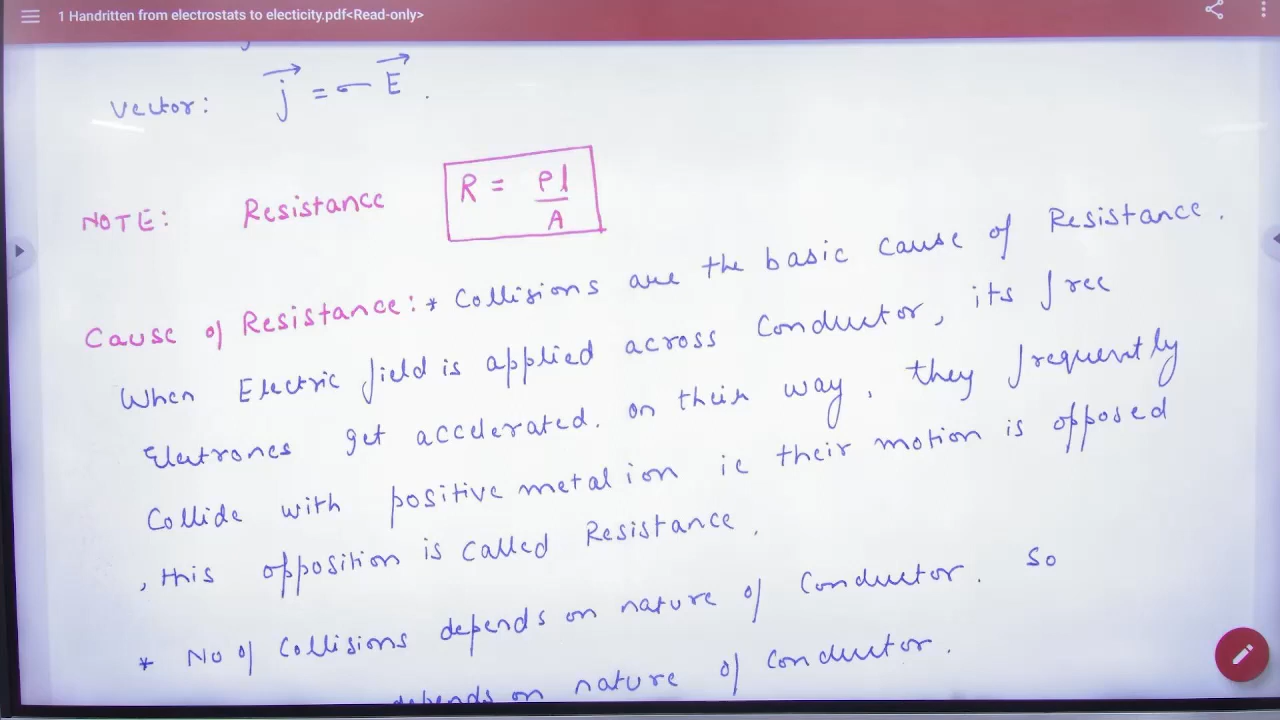 1 Handritten from electrostats to electicity.pdf<Read-only>
Vector: j⃗ = σ E⃗ .
NOTE: Resistance R = ρl/A
Cause of Resistance: * Collisions are the basic cause of Resistance.
When Electric field is applied across Conductor, its free
Electrones get accelerated. on their way, they frequently
Collide with positive metal ion ie their motion is opposed
, this opposition is called Resistance.
* No of Collisions depends on nature of Conductor. So
depends on nature of Conductor.